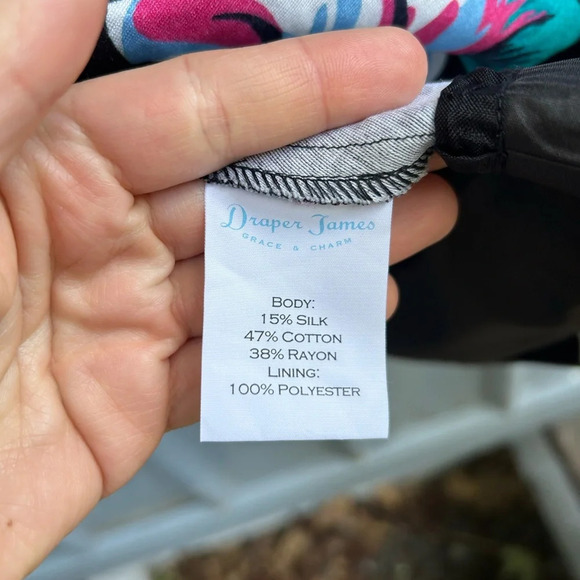 Draper James
GRACE & CHARM
BODY:
15% SILK
47% COTTON
38% RAYON
LINING:
100% POLYESTER